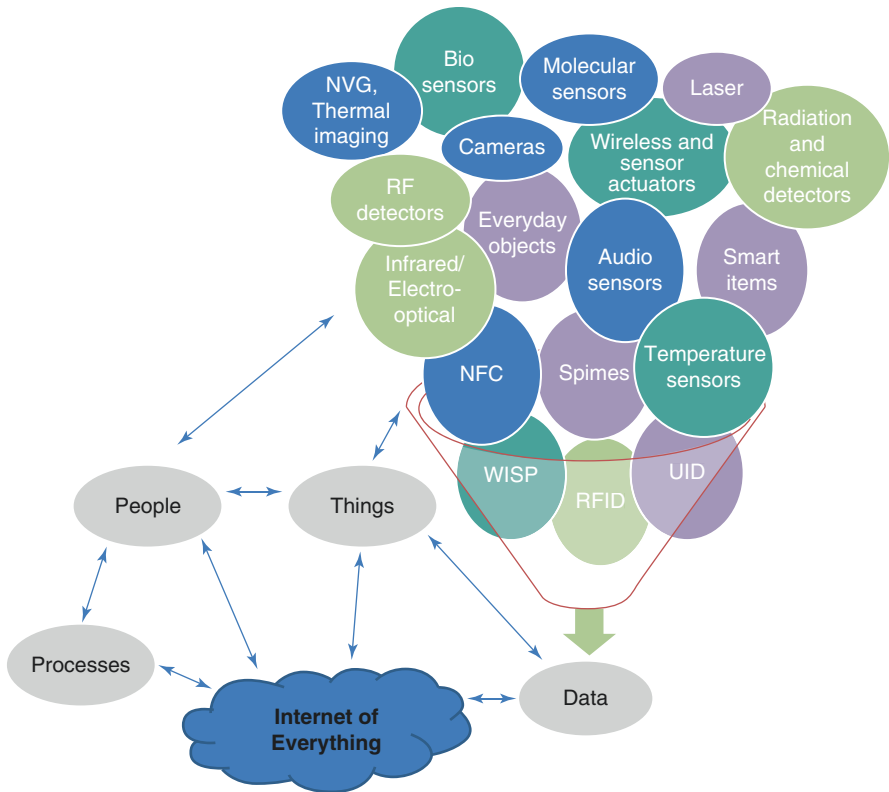 Bio
sensors
Molecular
sensors
NVG,
Thermal
imaging
Laser
Radiation
and
chemical
detectors
Cameras
Wireless and
sensor
actuators
RF
detectors
Everyday
objects
Audio
sensors
Smart
items
Infrared/
Electro-
optical
NFC
Spimes
Temperature
sensors
WISP
RFID
UID
People
Things
Processes
Data
Internet of
Everything